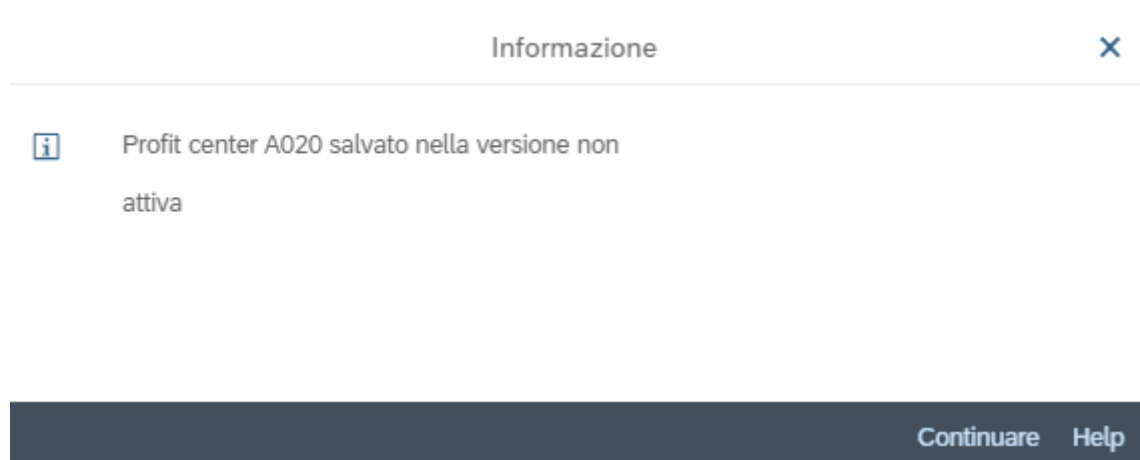 Informazione
Profit center A020 salvato nella versione non
attiva
Continuare Help